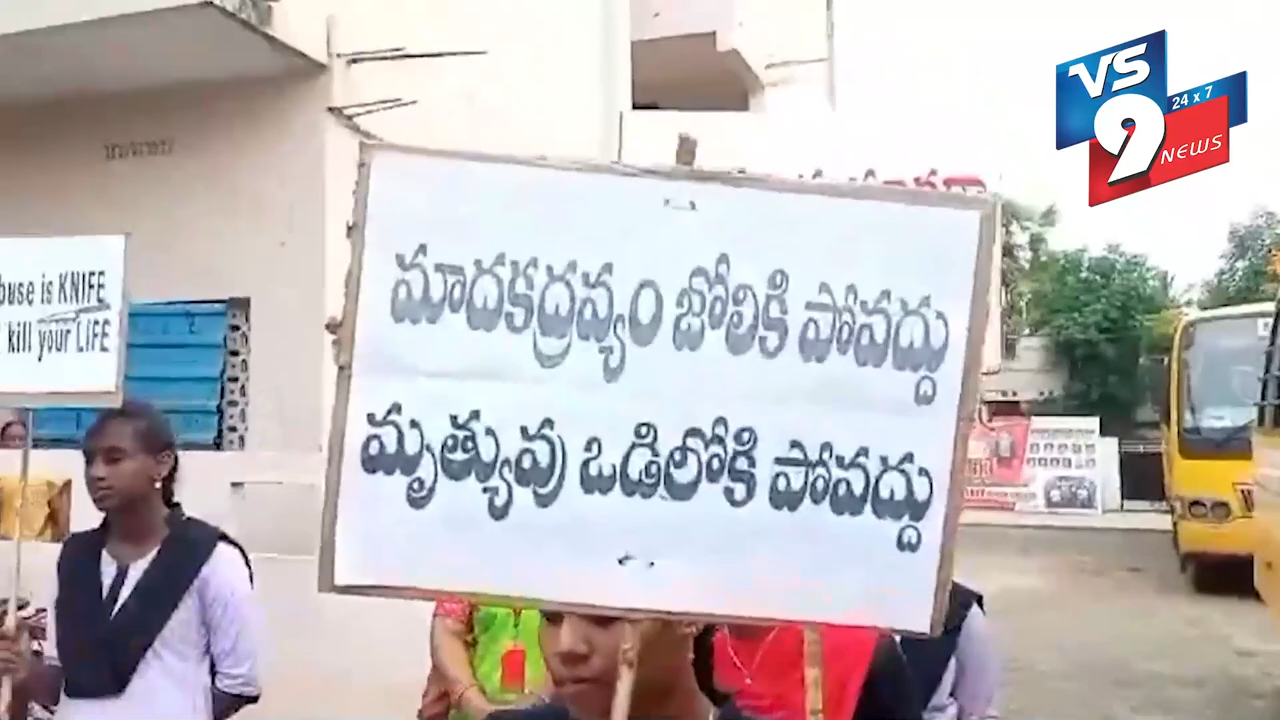 VS
9
24 x 7
NEWS
buse is KNIFE
kill your LIFE
మాదకద్రవ్యం జోలికి పోవద్దు
మృత్యువు ఒడిలోకి పోవద్దు